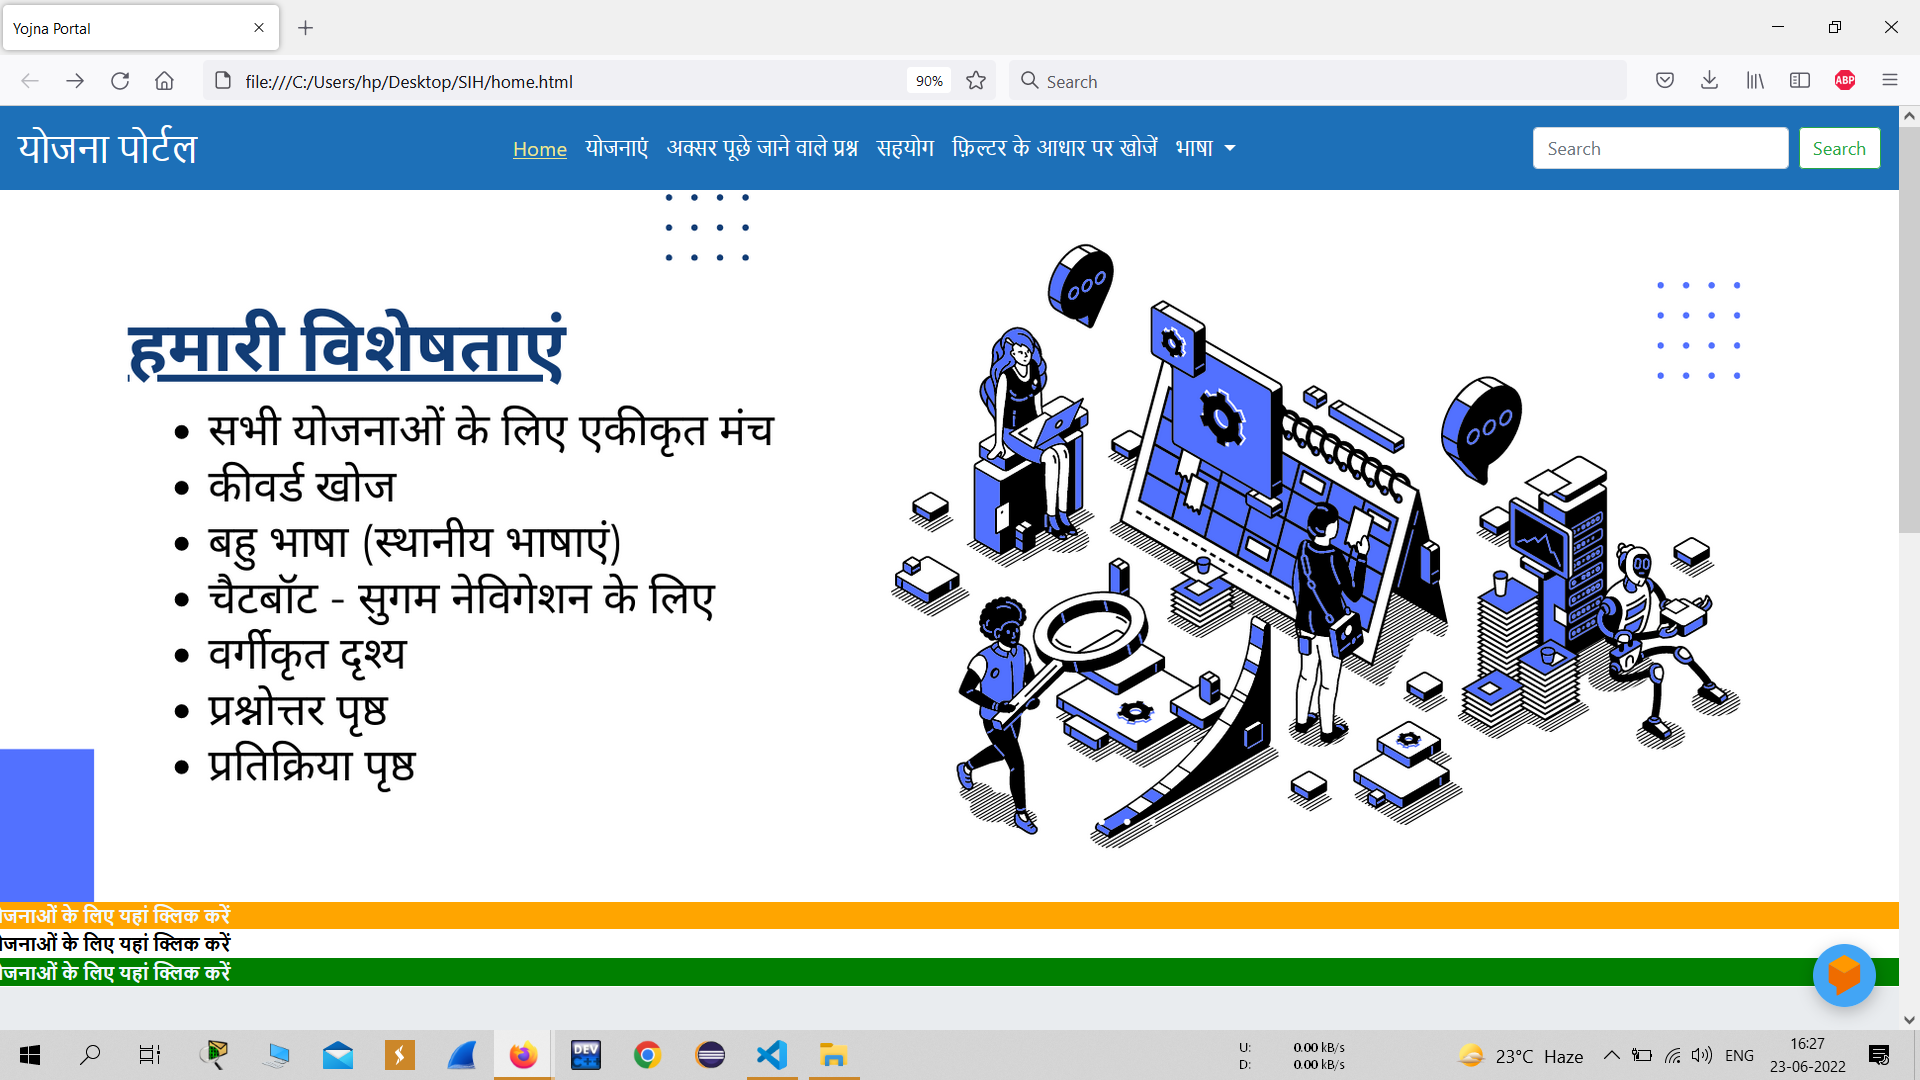 Yojna Portal
file:///C:/Users/hp/Desktop/SIH/home.html
90%
Search
ABP
योजना पोर्टल
Home योजनाएं अक्सर पूछे जाने वाले प्रश्न सहयोग फ़िल्टर के आधार पर खोजें भाषा
Search
Search
हमारी विशेषताएं
• सभी योजनाओं के लिए एकीकृत मंच
• कीवर्ड खोज
• बहु भाषा (स्थानीय भाषाएं)
• चैटबॉट - सुगम नेविगेशन के लिए
• वर्गीकृत दृश्य
• प्रश्नोत्तर पृष्ठ
• प्रतिक्रिया पृष्ठ
जनाओं के लिए यहां क्लिक करें
जनाओं के लिए यहां क्लिक करें
जनाओं के लिए यहां क्लिक करें
DEV C++
U: 0.00 kB/s
D: 0.00 kB/s
23°C Haze
ENG
16:27
23-06-2022